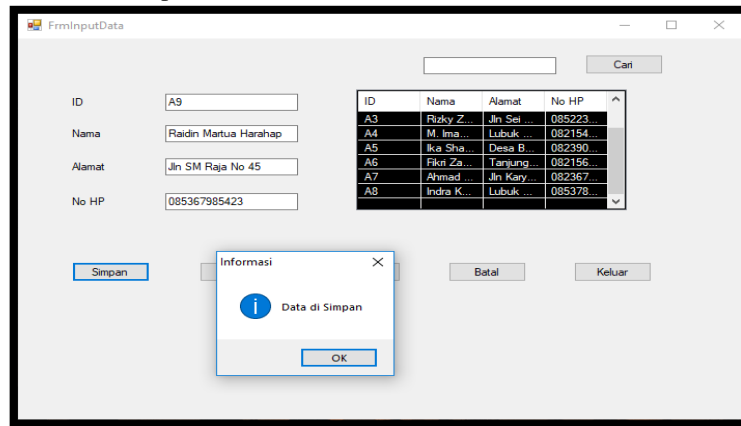 FrmInputData
Cari
ID A9
Nama Raidin Martua Harahap
Alamat Jln SM Raja No 45
No HP 085367985423
ID Nama Alamat No HP
A3 Rizky Z... Jln Sei ... 085223...
A4 M. Ima... Lubuk ... 082154...
A5 Ika Sha... Desa B... 082390...
A6 Fikri Za... Tanjung... 082156...
A7 Ahmad ... Jln Kary... 082367...
A8 Indra K... Lubuk ... 085378...
Simpan
Batal
Keluar
Informasi
Data di Simpan
OK